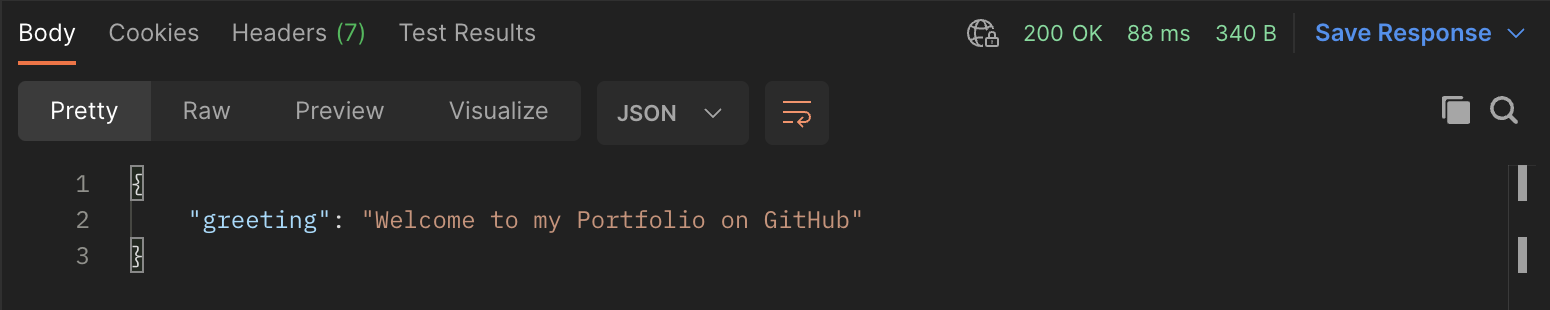 Body Cookies Headers (7) Test Results 200 OK 88 ms 340 B Save Response
Pretty Raw Preview Visualize JSON
1 {
2 "greeting": "Welcome to my Portfolio on GitHub"
3 }